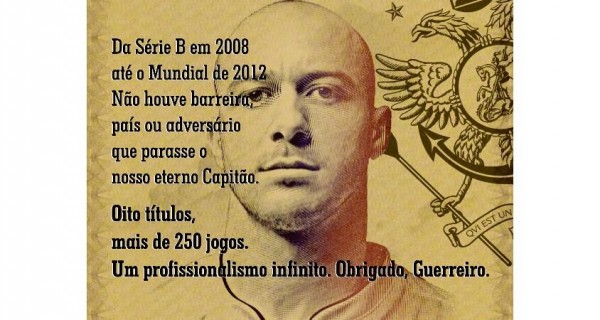 Da Série B em 2008
até o Mundial de 2012
Não houve barreira,
país ou adversário
que parasse o
nosso eterno Capitão.
Oito títulos,
mais de 250 jogos.
Um profissionalismo infinito. Obrigado, Guerreiro.
QVI EST UN